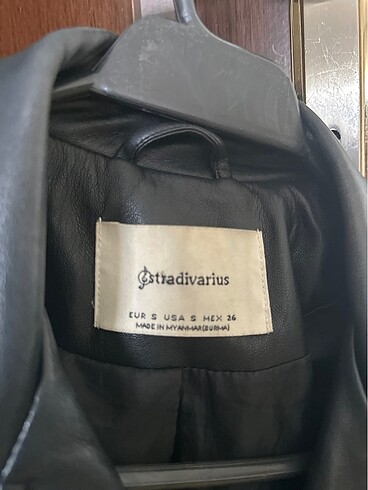 stradivarius
EUR S USA S MEX 26
MADE IN MYANMAR(BURMA)